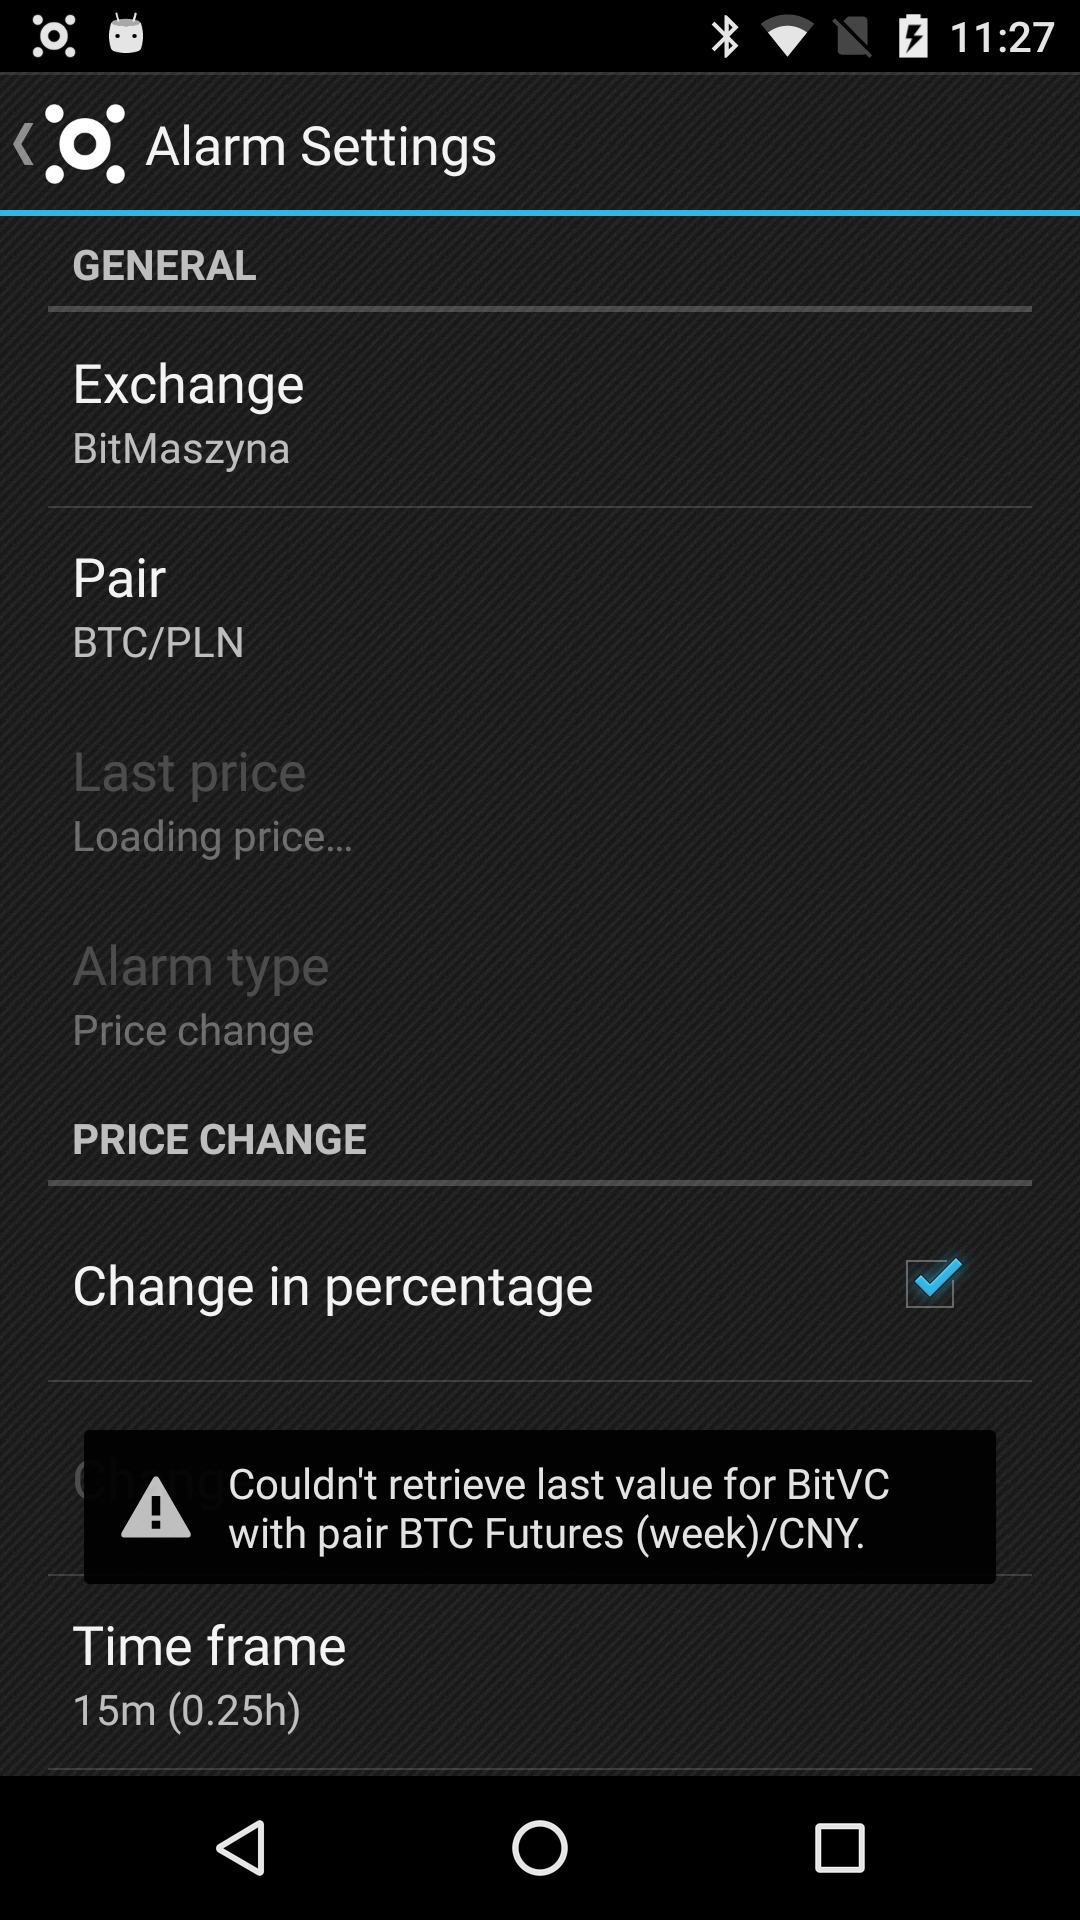 11:27
Alarm Settings
GENERAL
Exchange
BitMaszyna
Pair
BTC/PLN
Last price
Loading price...
Alarm type
Price change
PRICE CHANGE
Change in percentage
Couldn't retrieve last value for BitVC
with pair BTC Futures (week)/CNY.
Time frame
15m (0.25h)